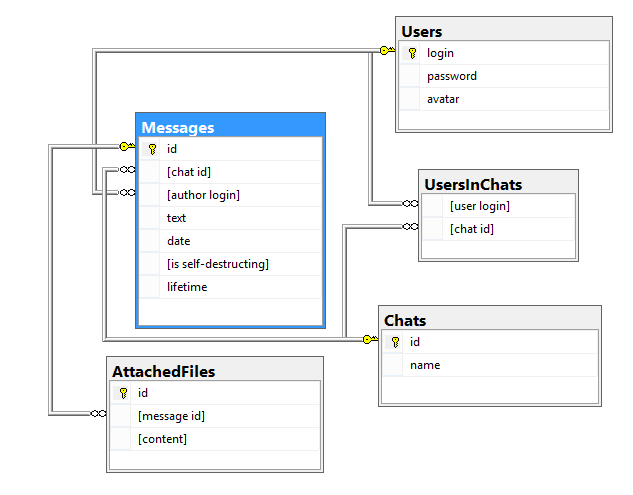 Users
login
password
avatar
Messages
id
[chat id]
[author login]
text
date
[is self-destructing]
lifetime
UsersInChats
[user login]
[chat id]
Chats
id
name
AttachedFiles
id
[message id]
[content]